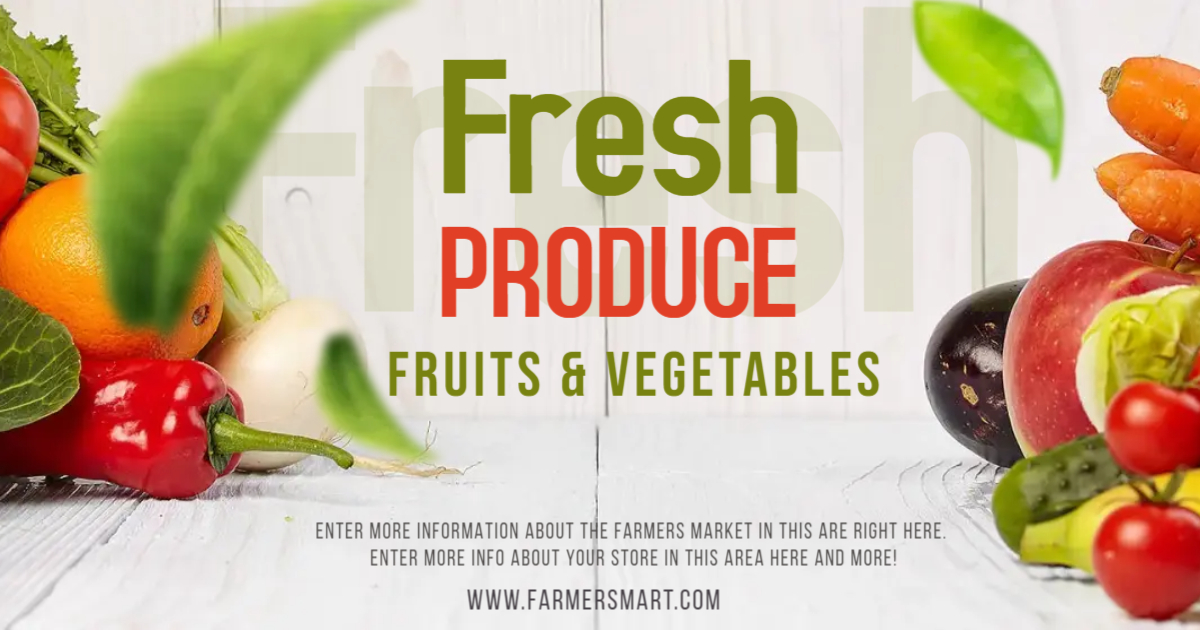 Fresh
PRODUCE
FRUITS & VEGETABLES
ENTER MORE INFORMATION ABOUT THE FARMERS MARKET IN THIS ARE RIGHT HERE.
ENTER MORE INFO ABOUT YOUR STORE IN THIS AREA HERE AND MORE!
WWW.FARMERSMART.COM